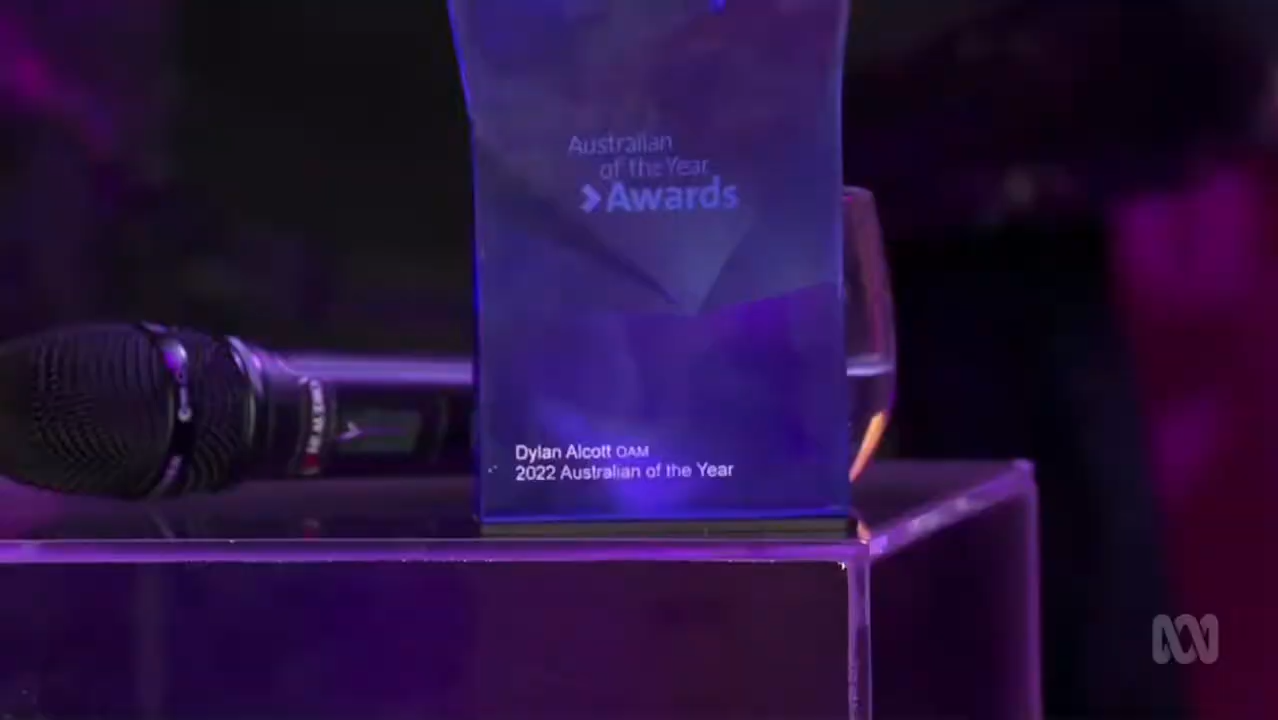 Australian
of the Year
Awards
Dylan Alcott OAM
2022 Australian of the Year